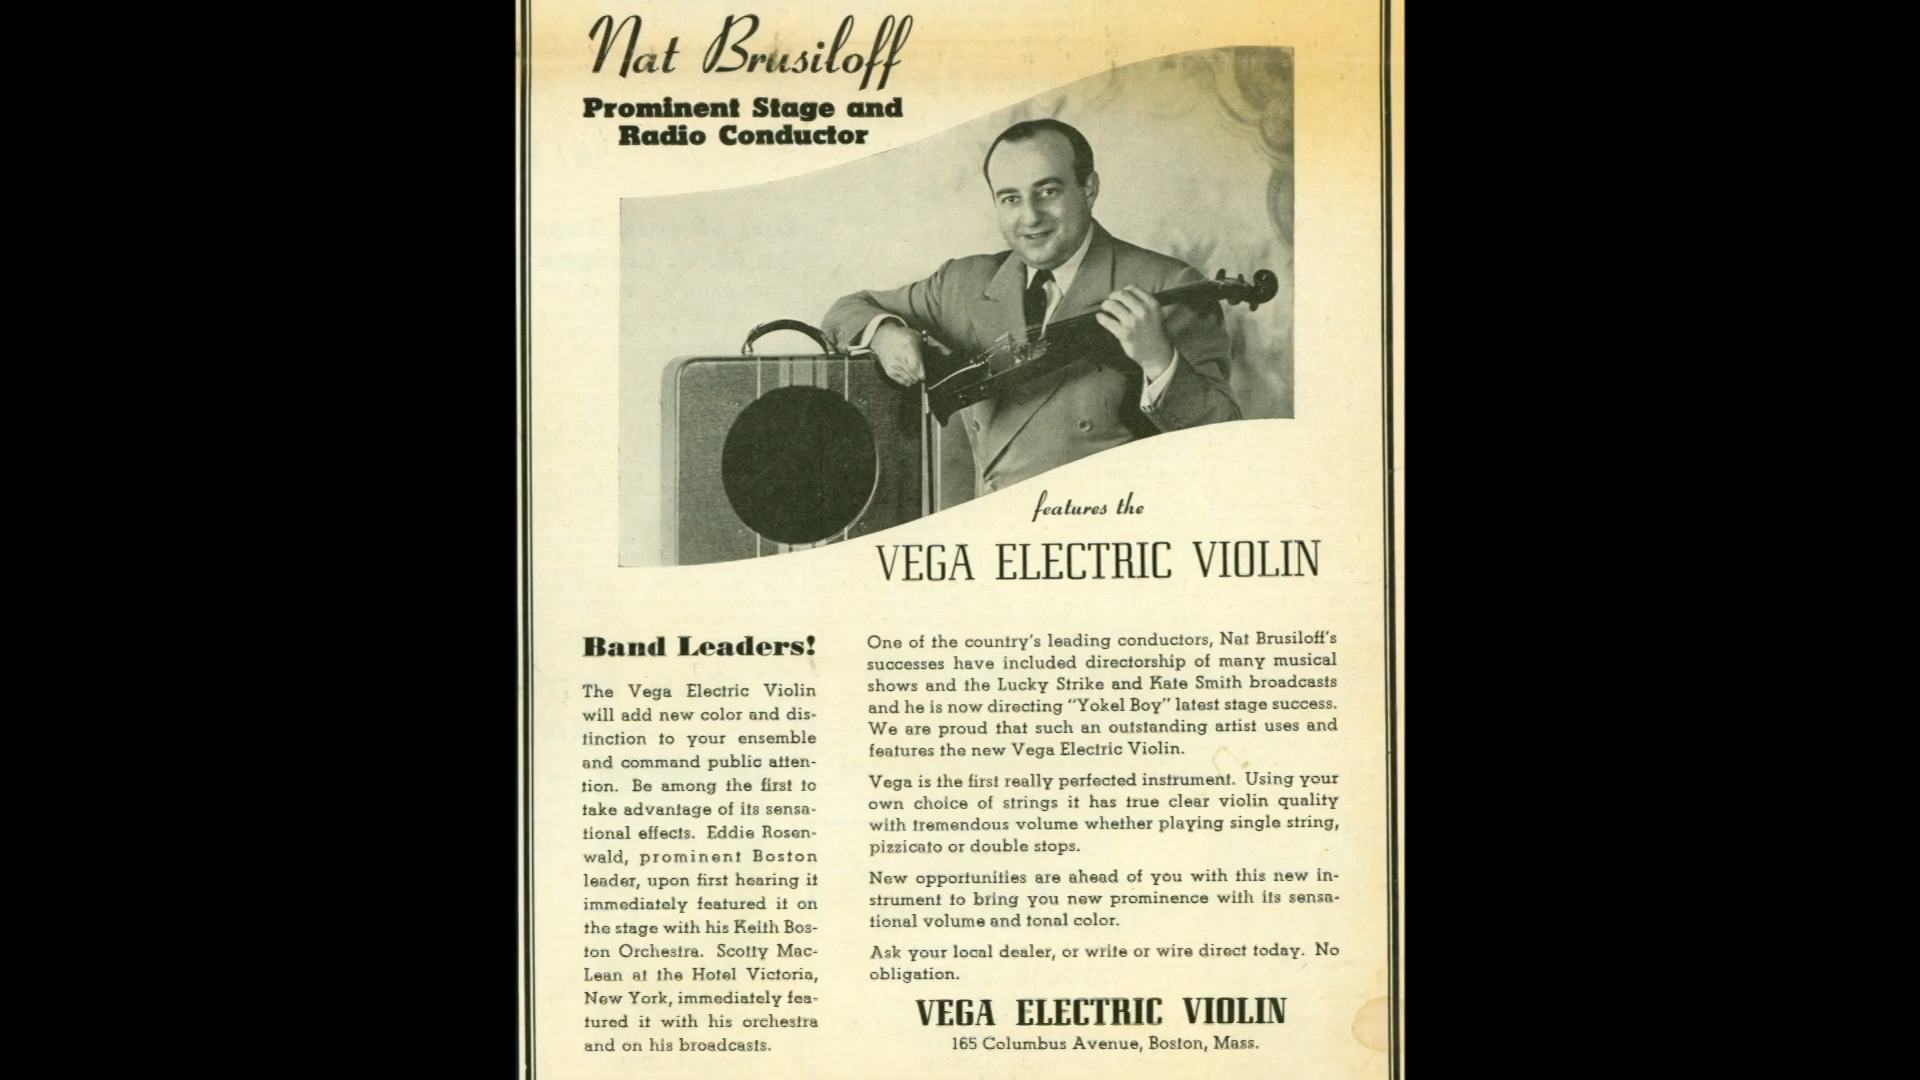 Nat Brusiloff
Prominent Stage and
Radio Conductor
features the
VEGA ELECTRIC VIOLIN
Band Leaders!
The Vega Electric Violin
will add new color and dis-
tinction to your ensemble
and command public atten-
tion. Be among the first to
take advantage of its sensa-
tional effects. Eddie Rosen-
wald, prominent Boston
leader, upon first hearing it
immediately featured it on
the stage with his Keith Bos-
ton Orchestra. Scotty Mac-
Lean at the Hotel Victoria,
New York, immediately fea-
tured it with his orchestra
and on his broadcasts.
One of the country's leading conductors, Nat Brusiloff's
successes have included directorship of many musical
shows and the Lucky Strike and Kate Smith broadcasts
and he is now directing "Yokel Boy" latest stage success.
We are proud that such an outstanding artist uses and
features the new Vega Electric Violin.
Vega is the first really perfected instrument. Using your
own choice of strings it has true clear violin quality
with tremendous volume whether playing single string,
pizzicato or double stops.
New opportunities are ahead of you with this new in-
strument to bring you new prominence with its sensa-
tional volume and tonal color.
Ask your local dealer, or write or wire direct today. No
obligation.
VEGA ELECTRIC VIOLIN
165 Columbus Avenue, Boston, Mass.